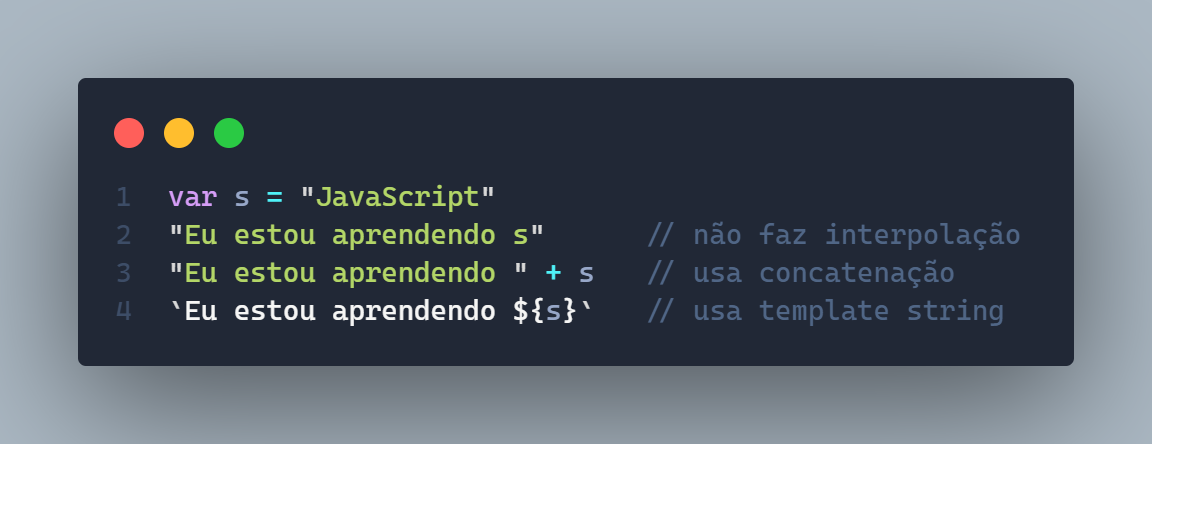 1 var s = "JavaScript"
2 "Eu estou aprendendo s" // não faz interpolação
3 "Eu estou aprendendo " + s // usa concatenação
4 `Eu estou aprendendo ${s}` // usa template string